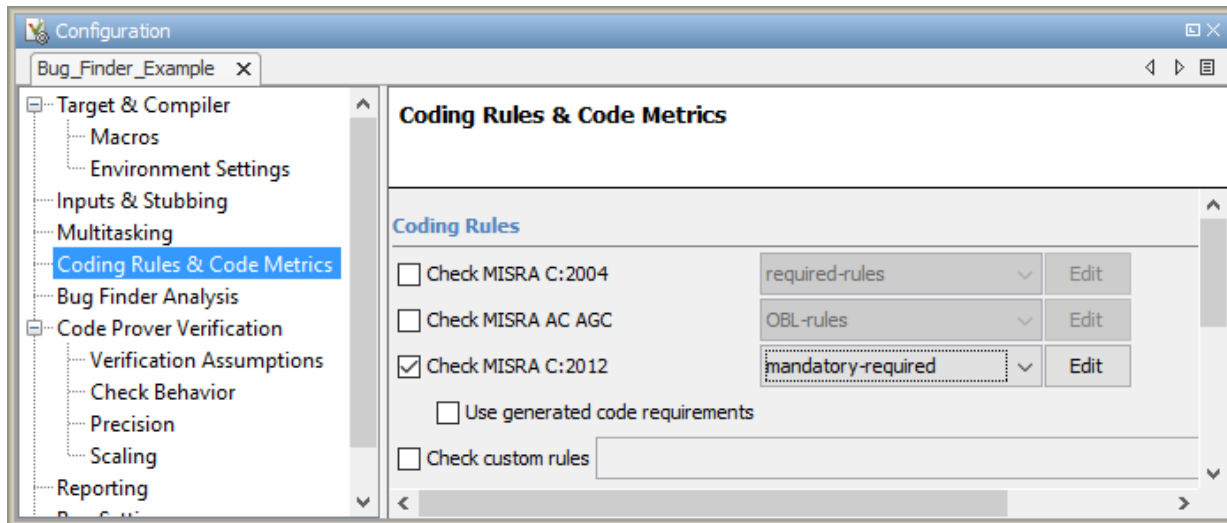 Configuration
Bug_Finder_Example
Target & Compiler
Macros
Environment Settings
Inputs & Stubbing
Multitasking
Coding Rules & Code Metrics
Bug Finder Analysis
Code Prover Verification
Verification Assumptions
Check Behavior
Precision
Scaling
Reporting
Coding Rules & Code Metrics
Coding Rules
Check MISRA C:2004 required-rules Edit
Check MISRA AC AGC OBL-rules Edit
Check MISRA C:2012 mandatory-required Edit
Use generated code requirements
Check custom rules